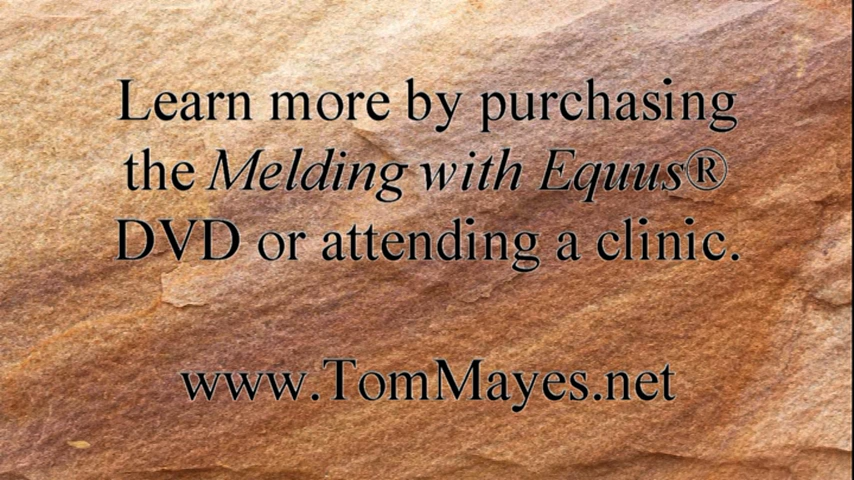 Learn more by purchasing
the Melding with Equus®
DVD or attending a clinic.
www.TomMayes.net